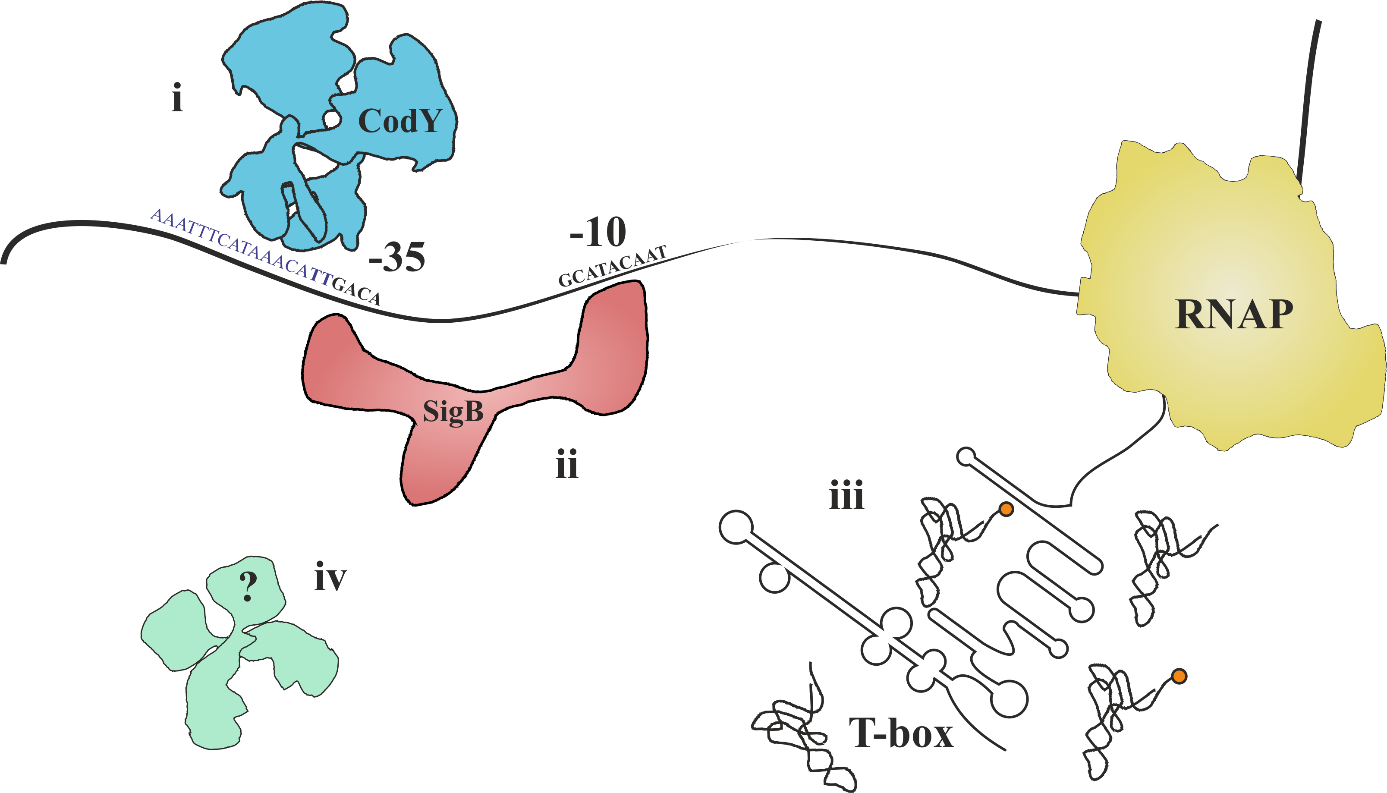 i
CodY
AAATTTCATAAACATTGACA
-35
-10
GCATACAAT
RNAP
SigB
ii
iii
iv
?
T-box